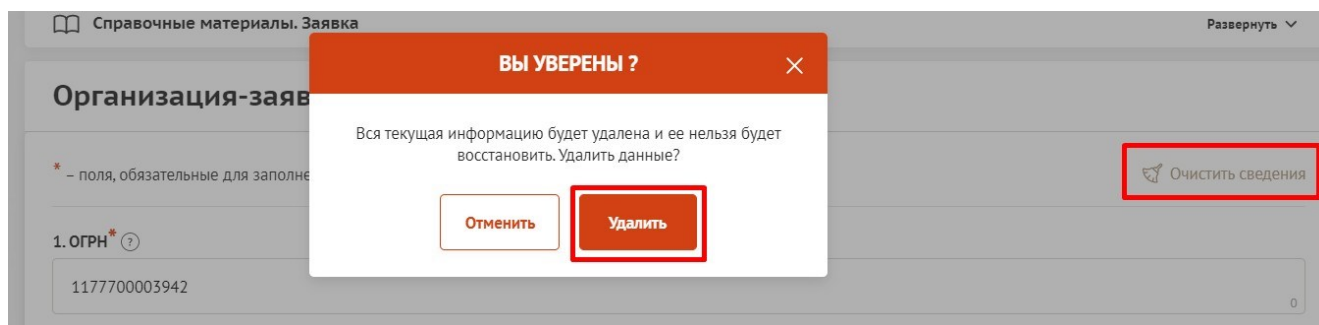 Справочные материалы. Заявка
Развернуть
ВЫ УВЕРЕНЫ ?
Организация-заяв
Вся текущая информацию будет удалена и ее нельзя будет
восстановить. Удалить данные?
* – поля, обязательные для заполне
Очистить сведения
Отменить
Удалить
1. ОГРН* ?
1177700003942
0